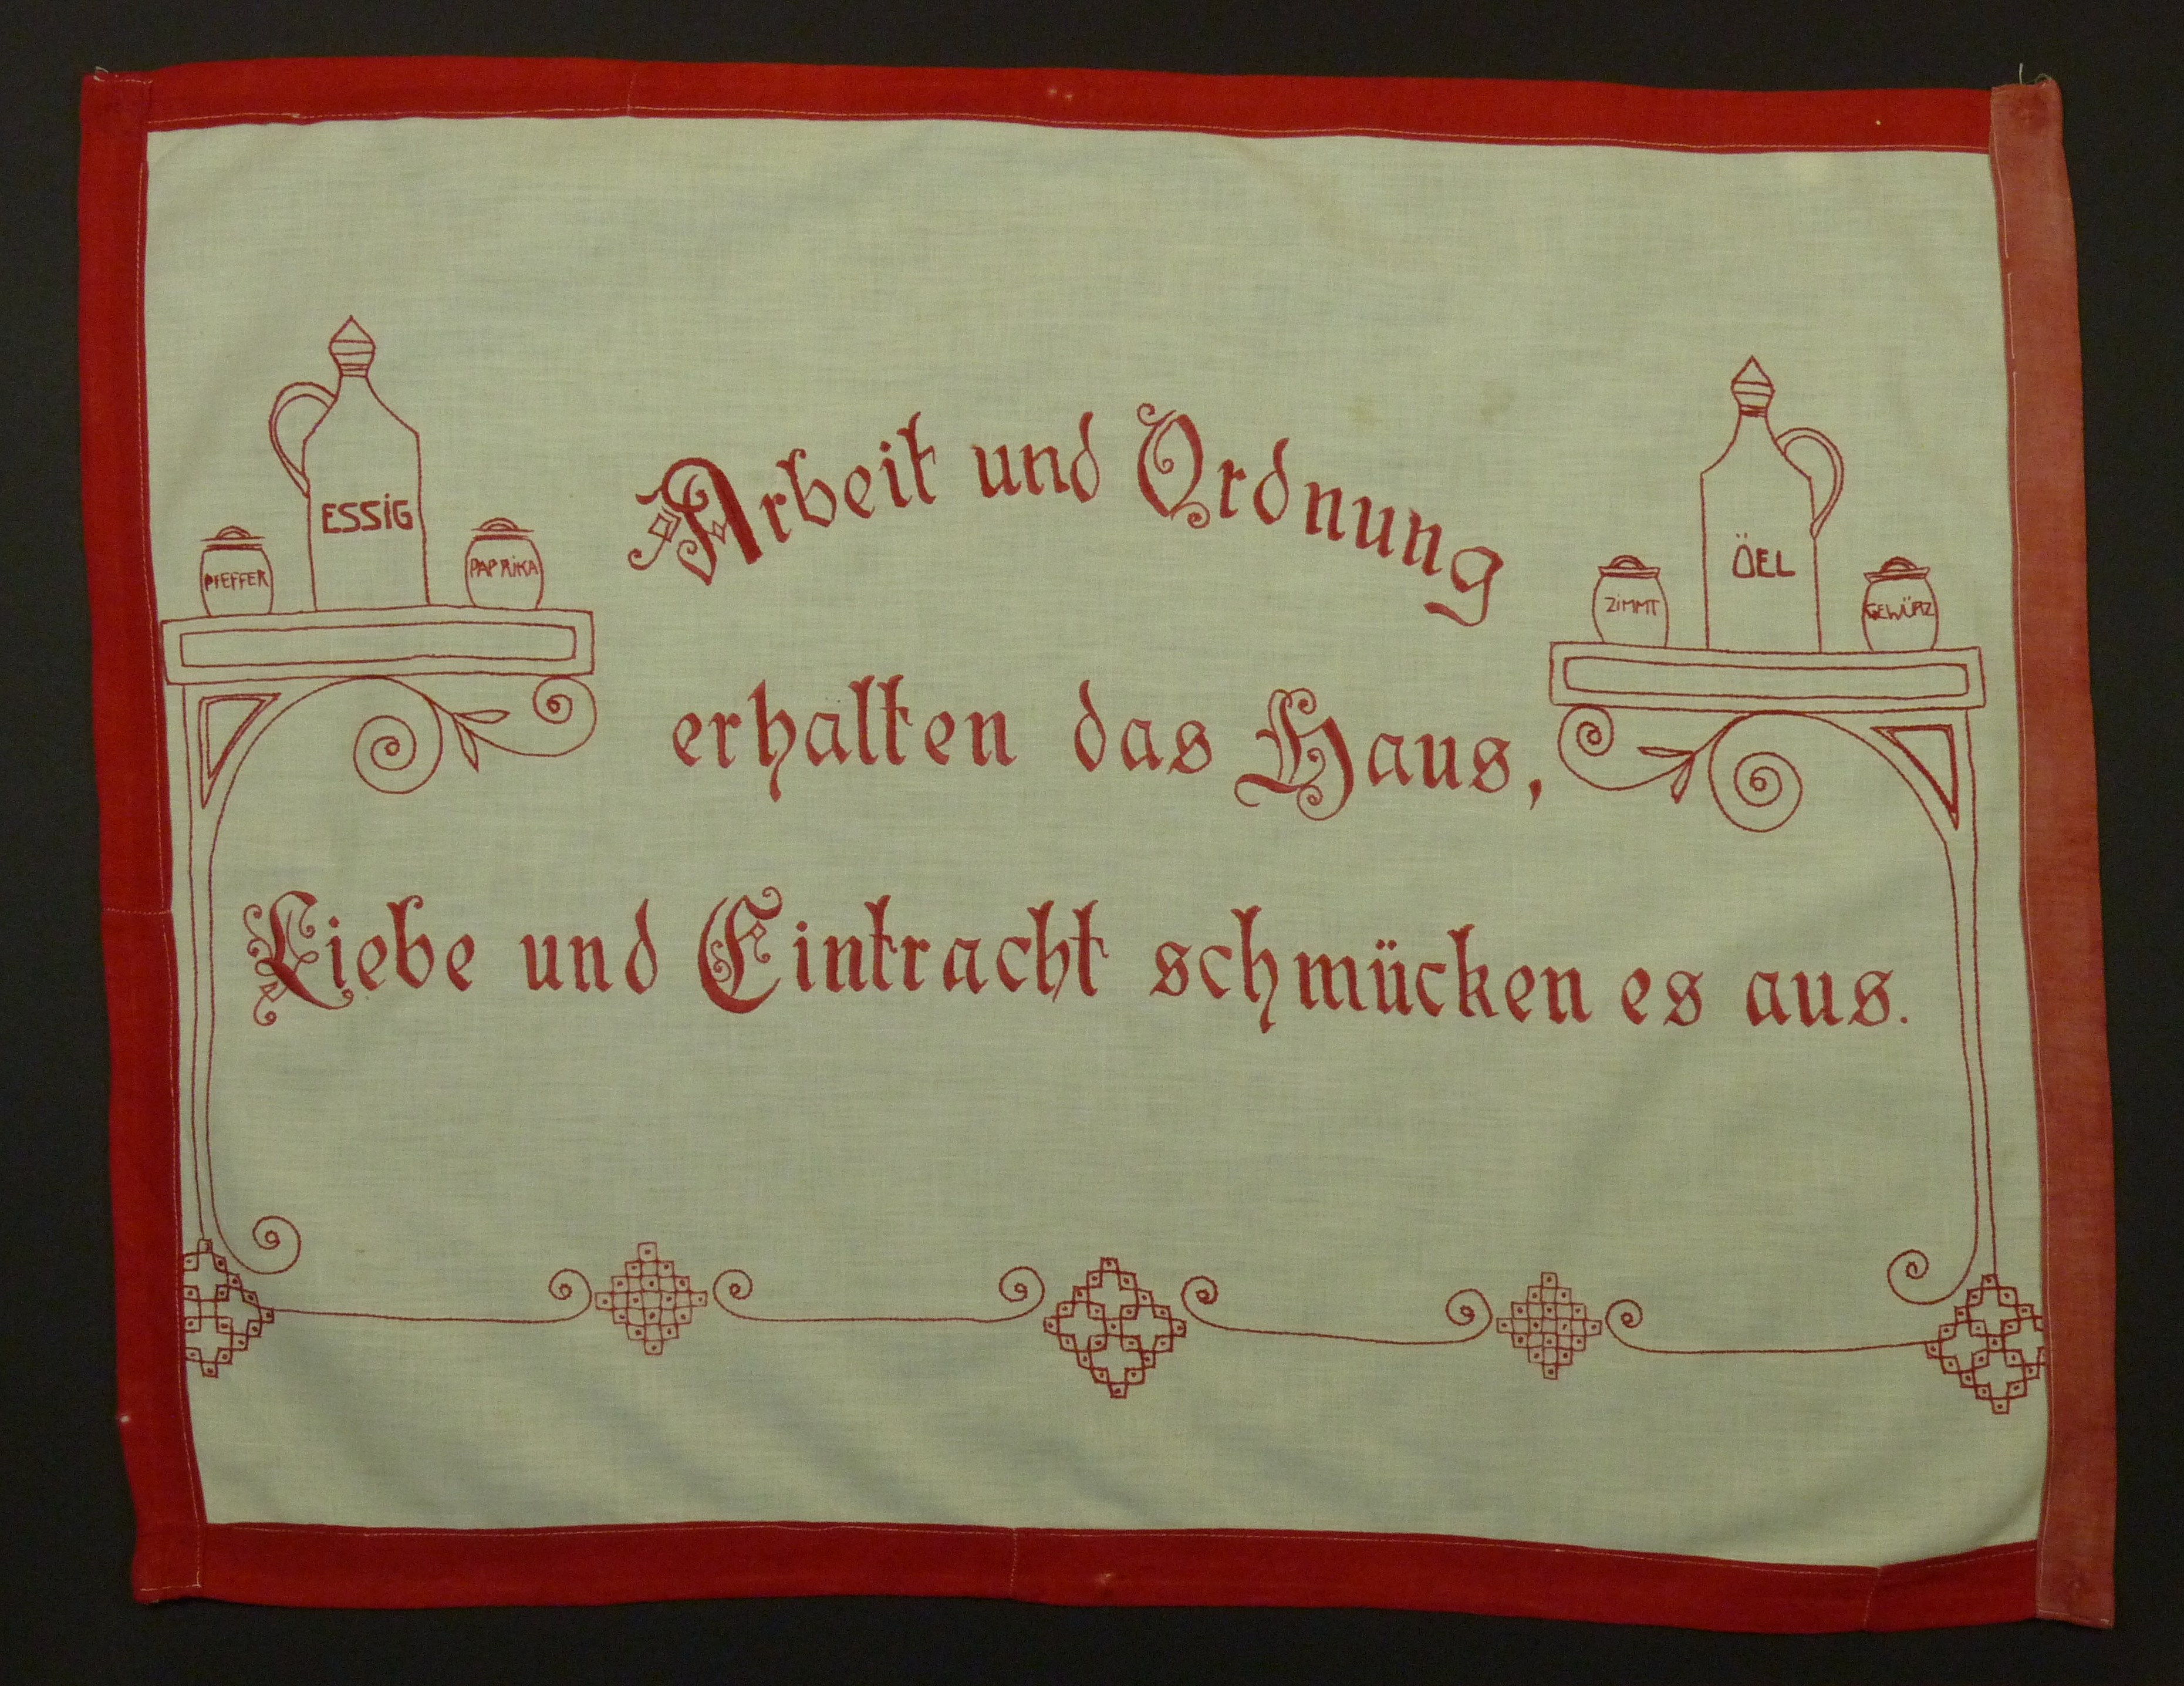 Arbeit und Ordnung
erhalten das Haus,
Liebe und Eintracht schmücken es aus.
ESSiG
PFEFFER
PAPRiKA
ÖEL
ZiMMT
GEWÜRZ